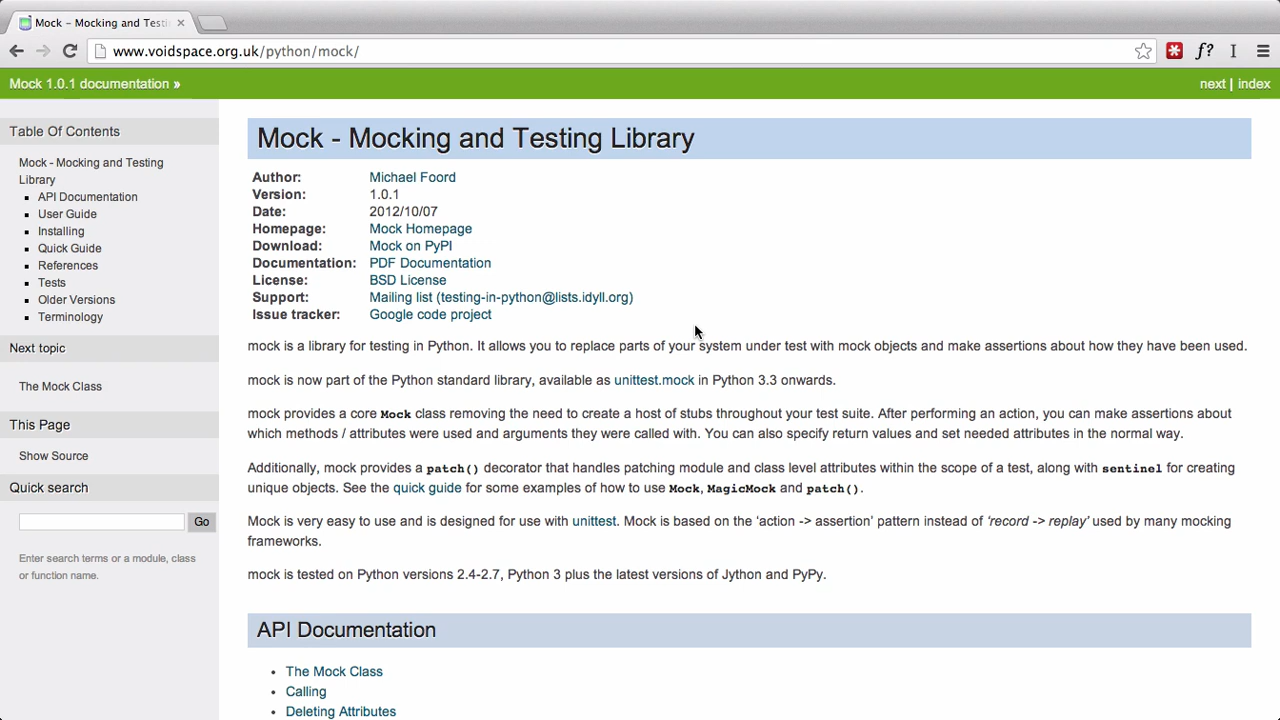 Mock – Mocking and Testi
www.voidspace.org.uk/python/mock/
f?
Mock 1.0.1 documentation »
next | index
Table Of Contents
Mock - Mocking and Testing
Library
API Documentation
User Guide
Installing
Quick Guide
References
Tests
Older Versions
Terminology
Next topic
The Mock Class
This Page
Show Source
Quick search
Go
Enter search terms or a module, class
or function name.
Mock - Mocking and Testing Library
Author: Michael Foord
Version: 1.0.1
Date: 2012/10/07
Homepage: Mock Homepage
Download: Mock on PyPI
Documentation: PDF Documentation
License: BSD License
Support: Mailing list (testing-in-python@lists.idyll.org)
Issue tracker: Google code project
mock is a library for testing in Python. It allows you to replace parts of your system under test with mock objects and make assertions about how they have been used.
mock is now part of the Python standard library, available as unittest.mock in Python 3.3 onwards.
mock provides a core Mock class removing the need to create a host of stubs throughout your test suite. After performing an action, you can make assertions about
which methods / attributes were used and arguments they were called with. You can also specify return values and set needed attributes in the normal way.
Additionally, mock provides a patch() decorator that handles patching module and class level attributes within the scope of a test, along with sentinel for creating
unique objects. See the quick guide for some examples of how to use Mock, MagicMock and patch().
Mock is very easy to use and is designed for use with unittest. Mock is based on the ‘action -> assertion’ pattern instead of ‘record -> replay’ used by many mocking
frameworks.
mock is tested on Python versions 2.4-2.7, Python 3 plus the latest versions of Jython and PyPy.
API Documentation
The Mock Class
Calling
Deleting Attributes